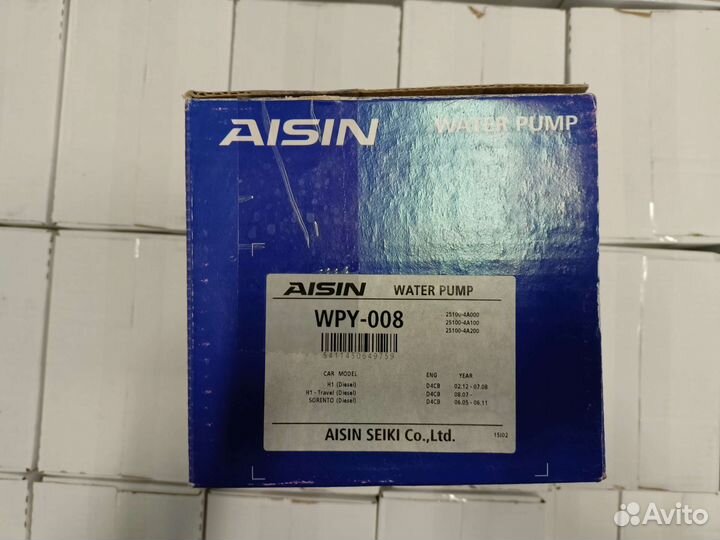 AISIN WATER PUMP
AISIN WATER PUMP
WPY-008
25100-4A000
25100-4A100
25100-4A200
5411450649759
CAR MODEL ENG YEAR
H1 (Diesel) D4CB 02.12 - 07.08
H1 - Travel (Diesel) D4CB 08.07 -
SORENTO (Diesel) D4CB 06.05 - 06.11
AISIN SEIKI Co.,Ltd. 15I02
Avito